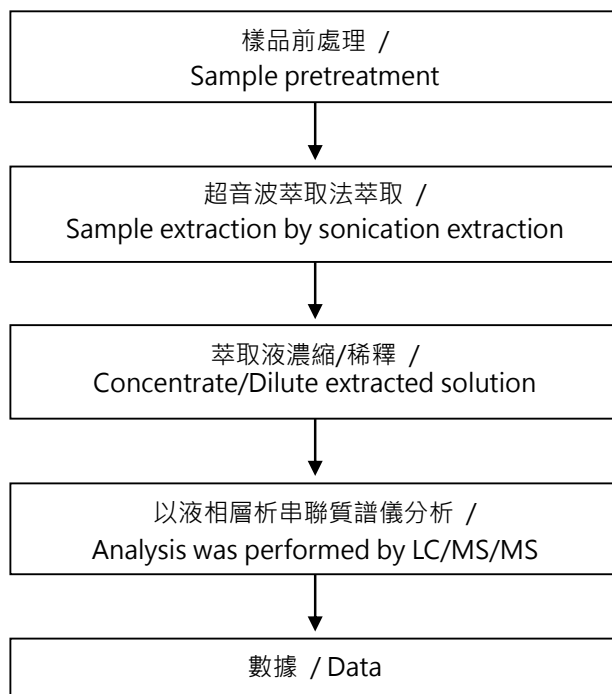 樣品前處理 /
Sample pretreatment
超音波萃取法萃取 /
Sample extraction by sonication extraction
萃取液濃縮/稀釋 /
Concentrate/Dilute extracted solution
以液相層析串聯質譜儀分析 /
Analysis was performed by LC/MS/MS
數據 / Data